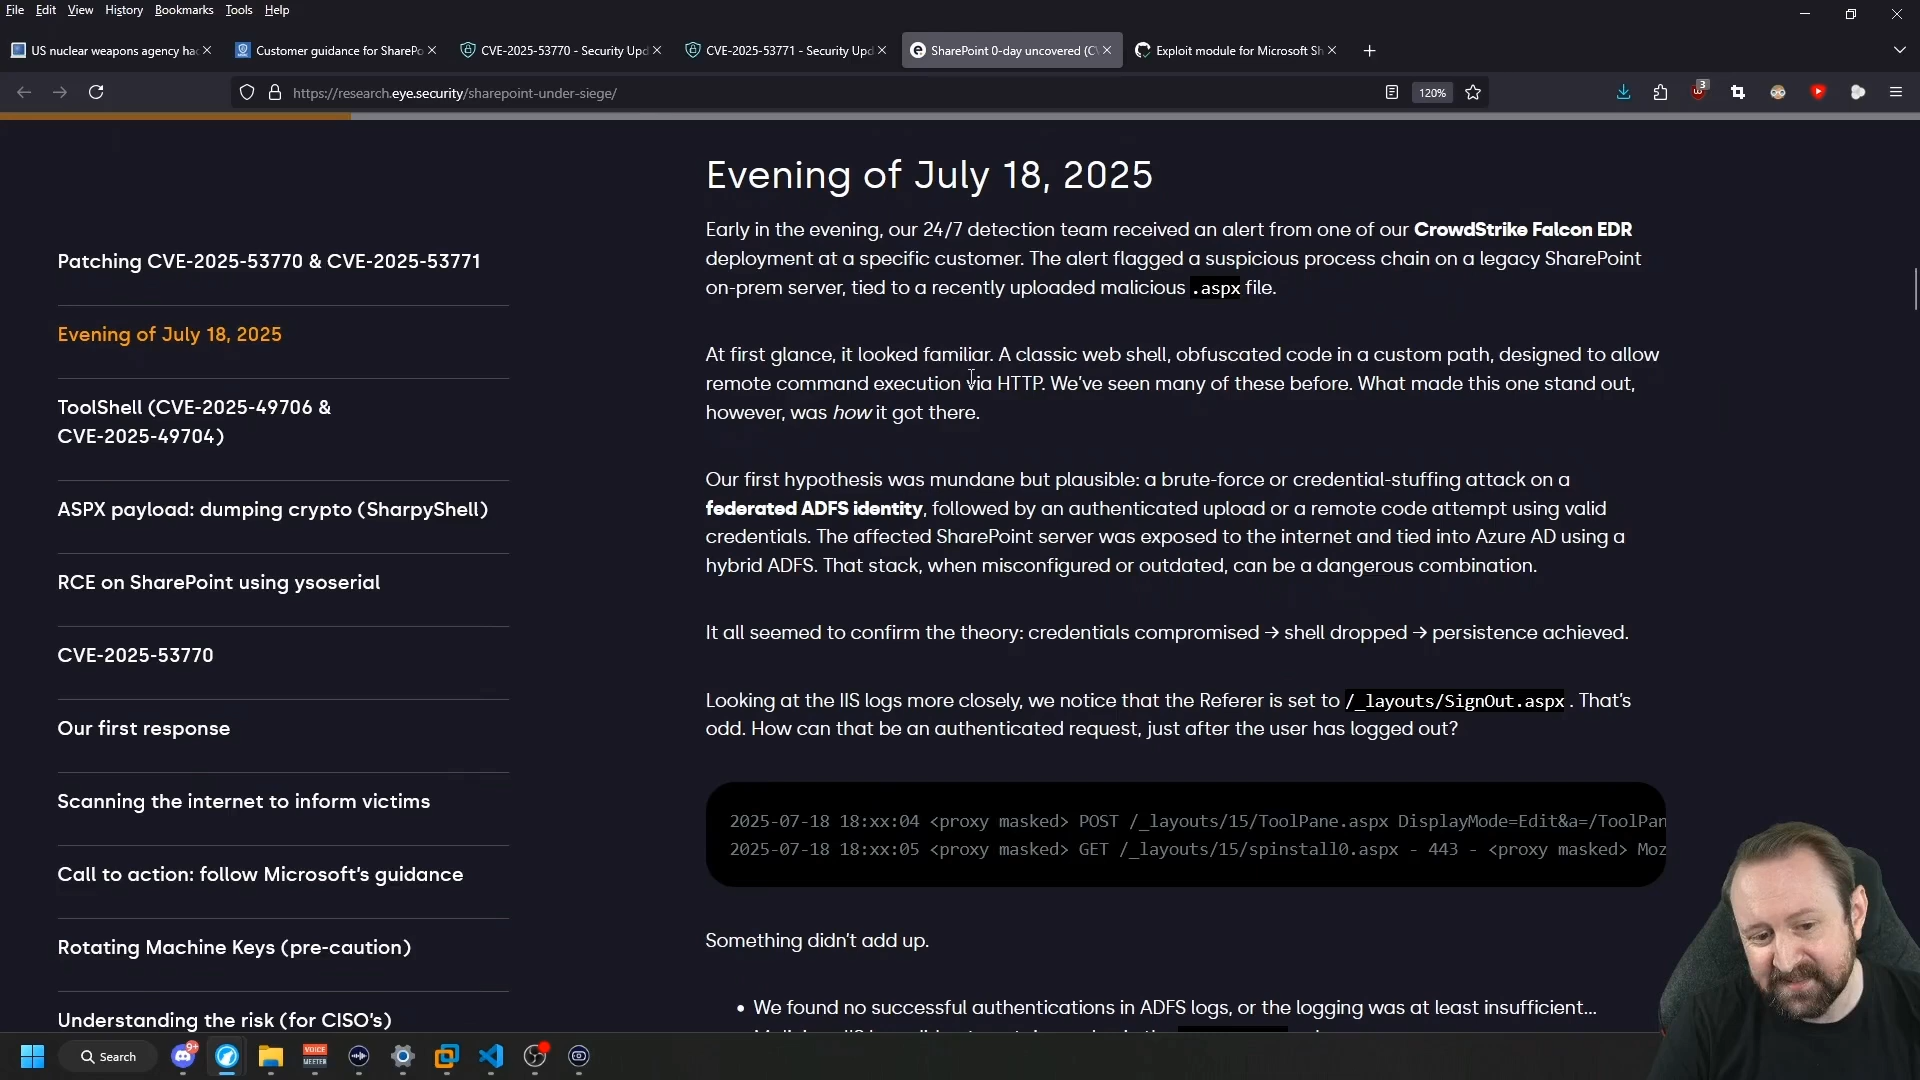 File Edit View History Bookmarks Tools Help
US nuclear weapons agency hac
Customer guidance for SharePo
CVE-2025-53770 - Security Upd
CVE-2025-53771 - Security Upd
SharePoint 0-day uncovered (C
Exploit module for Microsoft Sh
https://research.eye.security/sharepoint-under-siege/
120%
3
Patching CVE-2025-53770 & CVE-2025-53771
Evening of July 18, 2025
ToolShell (CVE-2025-49706 &
CVE-2025-49704)
ASPX payload: dumping crypto (SharpyShell)
RCE on SharePoint using ysoserial
CVE-2025-53770
Our first response
Scanning the internet to inform victims
Call to action: follow Microsoft's guidance
Rotating Machine Keys (pre-caution)
Understanding the risk (for CISO's)
Evening of July 18, 2025
Early in the evening, our 24/7 detection team received an alert from one of our CrowdStrike Falcon EDR
deployment at a specific customer. The alert flagged a suspicious process chain on a legacy SharePoint
on-prem server, tied to a recently uploaded malicious .aspx file.
At first glance, it looked familiar. A classic web shell, obfuscated code in a custom path, designed to allow
remote command execution via HTTP. We've seen many of these before. What made this one stand out,
however, was how it got there.
Our first hypothesis was mundane but plausible: a brute-force or credential-stuffing attack on a
federated ADFS identity, followed by an authenticated upload or a remote code attempt using valid
credentials. The affected SharePoint server was exposed to the internet and tied into Azure AD using a
hybrid ADFS. That stack, when misconfigured or outdated, can be a dangerous combination.
It all seemed to confirm the theory: credentials compromised → shell dropped → persistence achieved.
Looking at the IIS logs more closely, we notice that the Referer is set to /_layouts/SignOut.aspx . That's
odd. How can that be an authenticated request, just after the user has logged out?
2025-07-18 18:xx:04 <proxy masked> POST /_layouts/15/ToolPane.aspx DisplayMode=Edit&a=/ToolPan
2025-07-18 18:xx:05 <proxy masked> GET /_layouts/15/spinstall0.aspx - 443 - <proxy masked> Moz
Something didn't add up.
• We found no successful authentications in ADFS logs, or the logging was at least insufficient…
Search
9+
VOICE
MEETER